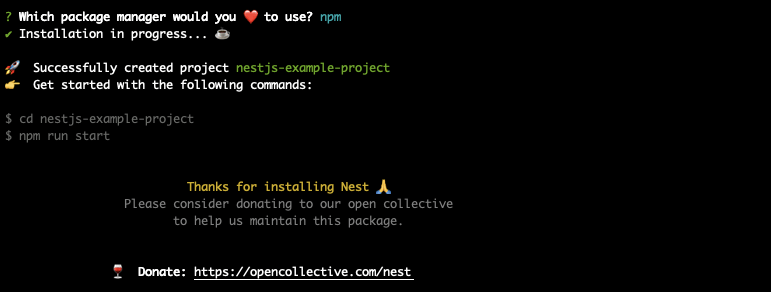 ? Which package manager would you ❤️ to use? npm
✔ Installation in progress... ☕
🚀 Successfully created project nestjs-example-project
👉 Get started with the following commands:
$ cd nestjs-example-project
$ npm run start
Thanks for installing Nest 🙏
Please consider donating to our open collective
to help us maintain this package.
🍷 Donate: https://opencollective.com/nest